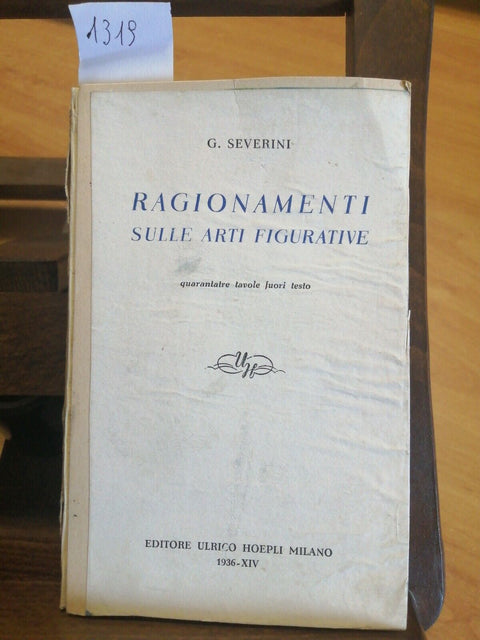 1319
G. SEVERINI
RAGIONAMENTI
SULLE ARTI FIGURATIVE
quarantatre tavole fuori testo
EDITORE ULRICO HOEPLI MILANO
1936-XIV